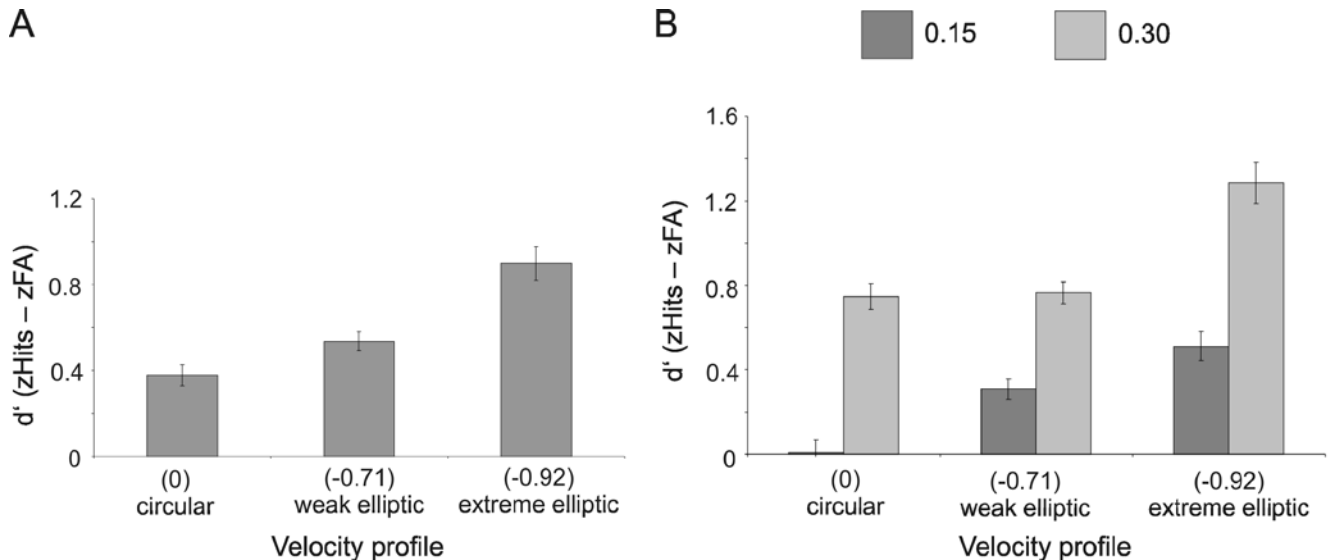 A
d‘ (zHits – zFA)
1.2
0.8
0.4
0
(0)
circular
(-0.71)
weak elliptic
(-0.92)
extreme elliptic
Velocity profile
B
0.15
0.30
d‘ (zHits – zFA)
1.6
1.2
0.8
0.4
0
(0)
circular
(-0.71)
weak elliptic
(-0.92)
extreme elliptic
Velocity profile